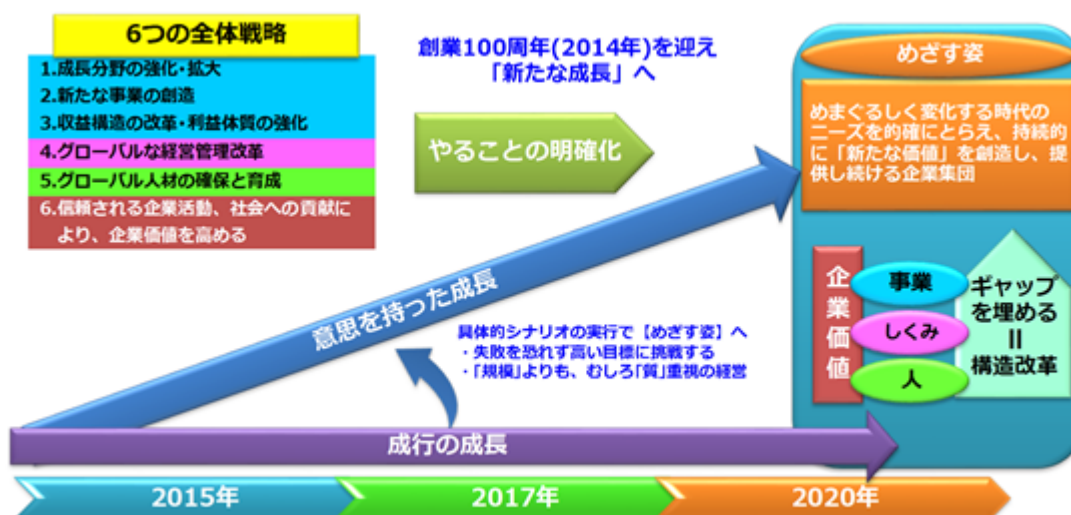 6つの全体戦略
1.成長分野の強化・拡大
2.新たな事業の創造
3.収益構造の改革・利益体質の強化
4.グローバルな経営管理改革
5.グローバル人材の確保と育成
6.信頼される企業活動、社会への貢献に
より、企業価値を高める
創業100周年(2014年)を迎え
「新たな成長」へ
やることの明確化
めざす姿
めまぐるしく変化する時代の
ニーズを的確にとらえ、持続的
に「新たな価値」を創造し、提
供し続ける企業集団
意思を持った成長
具体的シナリオの実行で【めざす姿】へ
・失敗を恐れず高い目標に挑戦する
・「規模」よりも、むしろ「質」重視の経営
企業価値
事業
しくみ
人
ギャップ
を埋める
||
構造改革
成行の成長
2015年
2017年
2020年